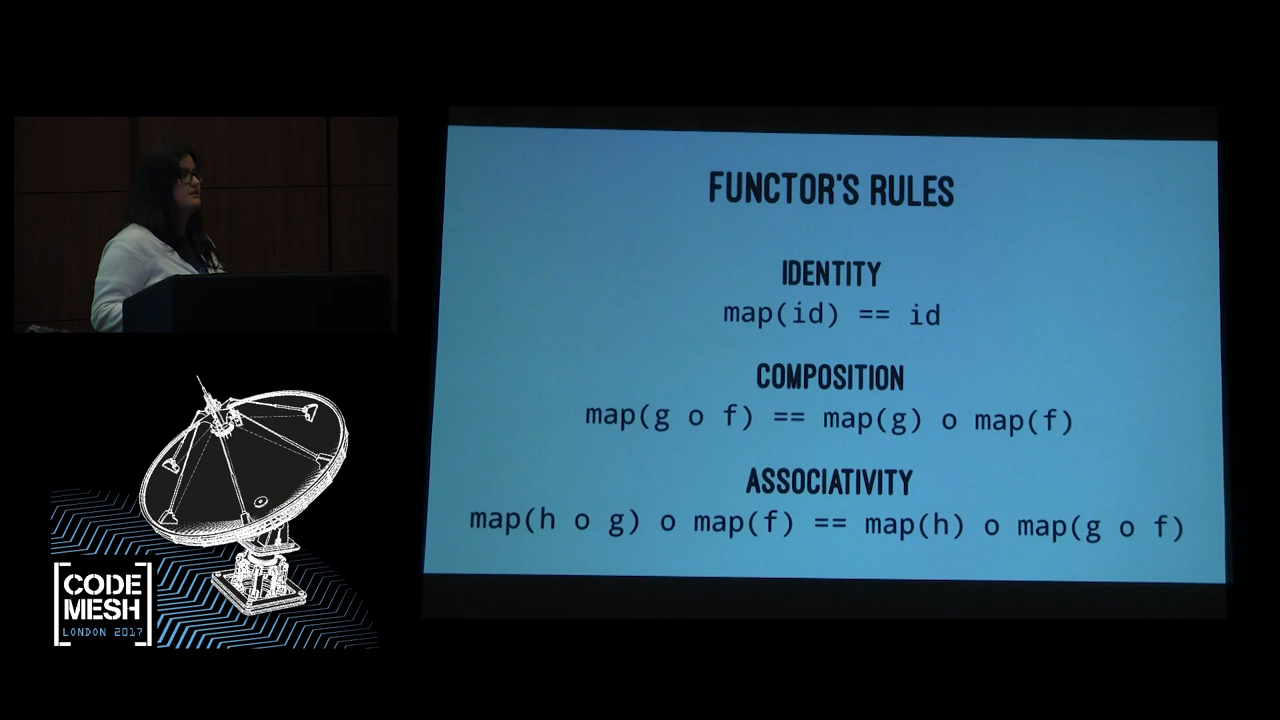 FUNCTOR'S RULES
IDENTITY
map(id) == id
COMPOSITION
map(g o f) == map(g) o map(f)
ASSOCIATIVITY
map(h o g) o map(f) == map(h) o map(g o f)
CODE
MESH
LONDON 2017